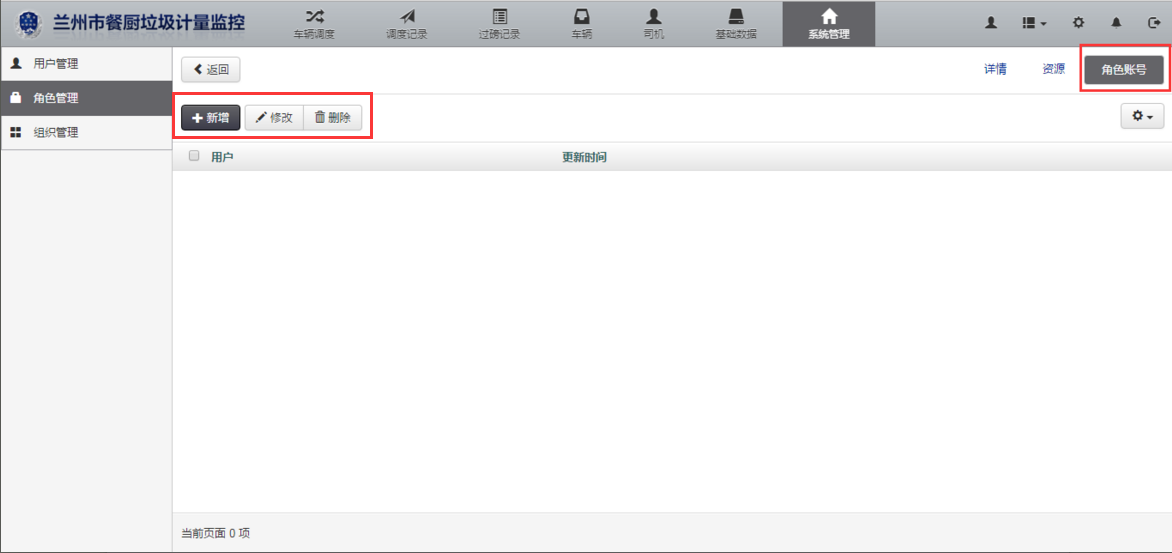 兰州市餐厨垃圾计量监控
车辆调度
调度记录
过磅记录
车辆
司机
基础数据
系统管理
用户管理
角色管理
组织管理
返回
详情
资源
角色账号
新增
修改
删除
用户
更新时间
当前页面 0 项